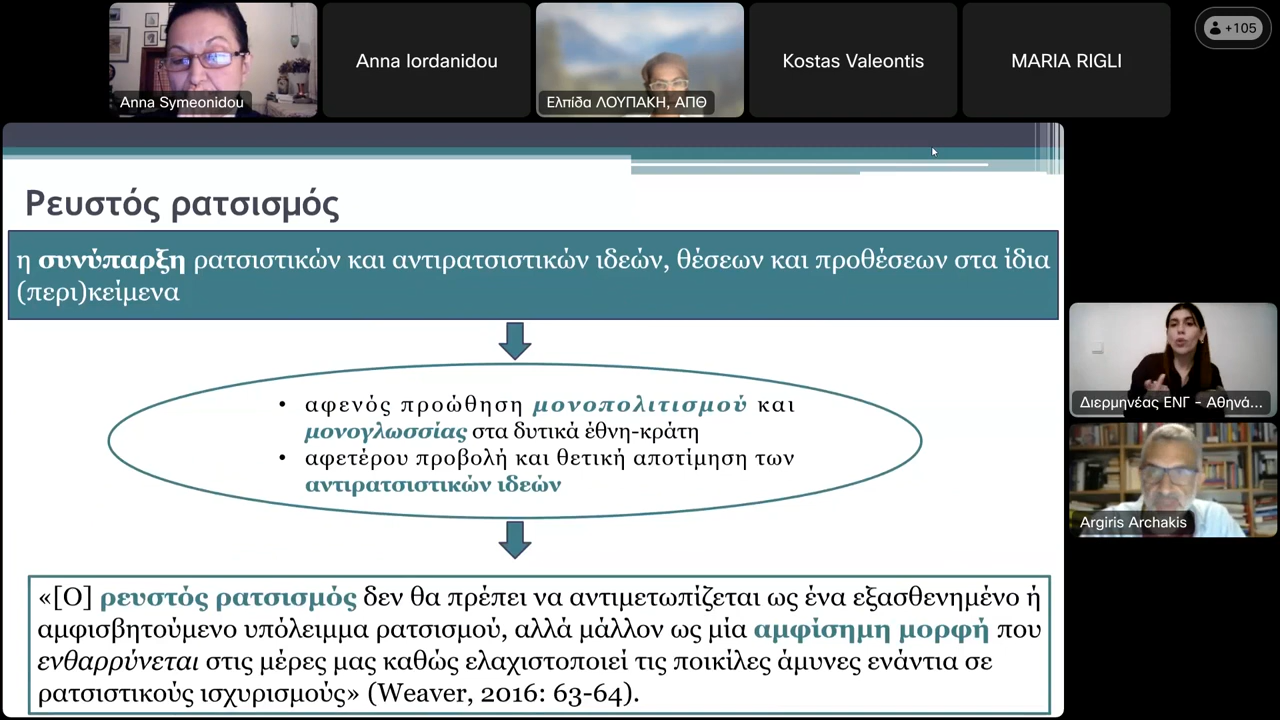 +105
Anna Symeonidou
Anna Iordanidou
Ελπίδα ΛΟΥΠΑΚΗ, ΑΠΘ
Kostas Valeontis
MARIA RIGLI
Ρευστός ρατσισμός
η συνύπαρξη ρατσιστικών και αντιρατσιστικών ιδεών, θέσεων και προθέσεων στα ίδια
(περι)κείμενα
• αφενός προώθηση μονοπολιτισμού και
μονογλωσσίας στα δυτικά έθνη-κράτη
• αφετέρου προβολή και θετική αποτίμηση των
αντιρατσιστικών ιδεών
«[Ο] ρευστός ρατσισμός δεν θα πρέπει να αντιμετωπίζεται ως ένα εξασθενημένο ή
αμφισβητούμενο υπόλειμμα ρατσισμού, αλλά μάλλον ως μία αμφίσημη μορφή που
ενθαρρύνεται στις μέρες μας καθώς ελαχιστοποιεί τις ποικίλες άμυνες ενάντια σε
ρατσιστικούς ισχυρισμούς» (Weaver, 2016: 63-64).
Διερμηνέας ΕΝΓ - Αθηνά...
Argiris Archakis